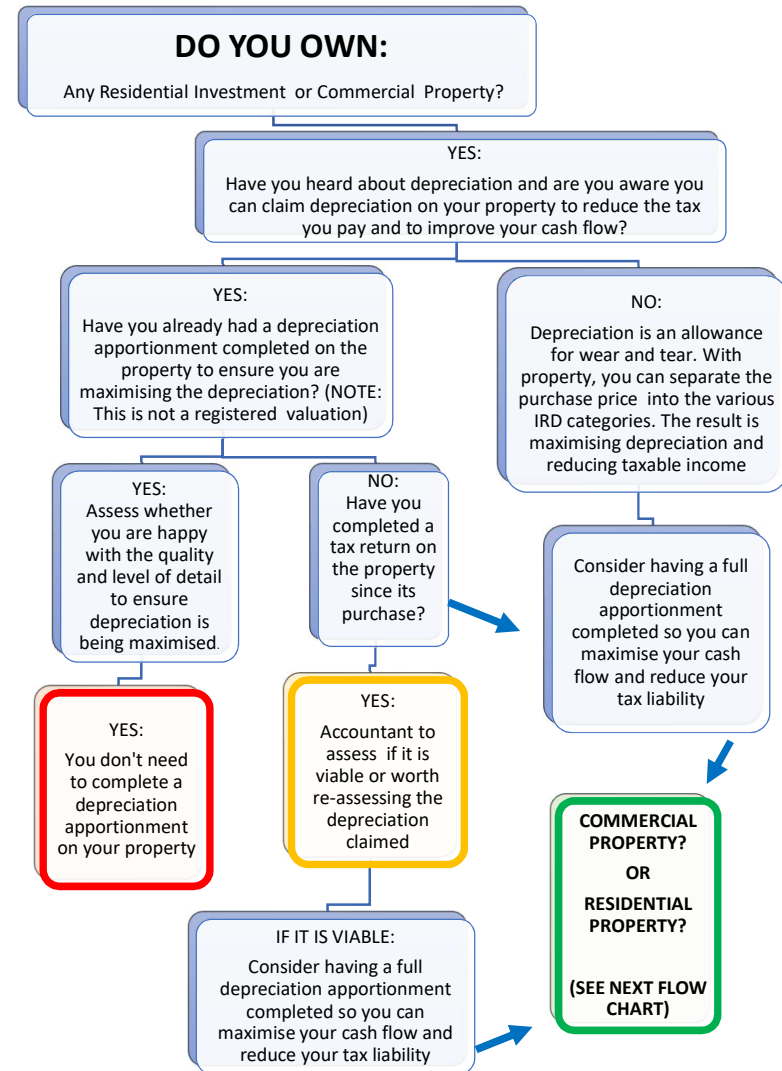 DO YOU OWN:
Any Residential Investment or Commercial Property?
YES:
Have you heard about depreciation and are you aware you
can claim depreciation on your property to reduce the tax
you pay and to improve your cash flow?
YES:
Have you already had a depreciation
apportionment completed on the
property to ensure you are
maximising the depreciation? (NOTE:
This is not a registered valuation)
NO:
Depreciation is an allowance
for wear and tear. With
property, you can separate the
purchase price into the various
IRD categories. The result is
maximising depreciation and
reducing taxable income
YES:
Assess whether
you are happy
with the quality
and level of detail
to ensure
depreciation is
being maximised.
NO:
Have you
completed a
tax return on
the property
since its
purchase?
Consider having a full
depreciation
apportionment
completed so you can
maximise your cash
flow and reduce your
tax liability
YES:
You don't need
to complete a
depreciation
apportionment
on your property
YES:
Accountant to
assess if it is
viable or worth
re-assessing the
depreciation
claimed
COMMERCIAL
PROPERTY?
OR
RESIDENTIAL
PROPERTY?
(SEE NEXT FLOW
CHART)
IF IT IS VIABLE:
Consider having a full
depreciation apportionment
completed so you can
maximise your cash flow and
reduce your tax liability